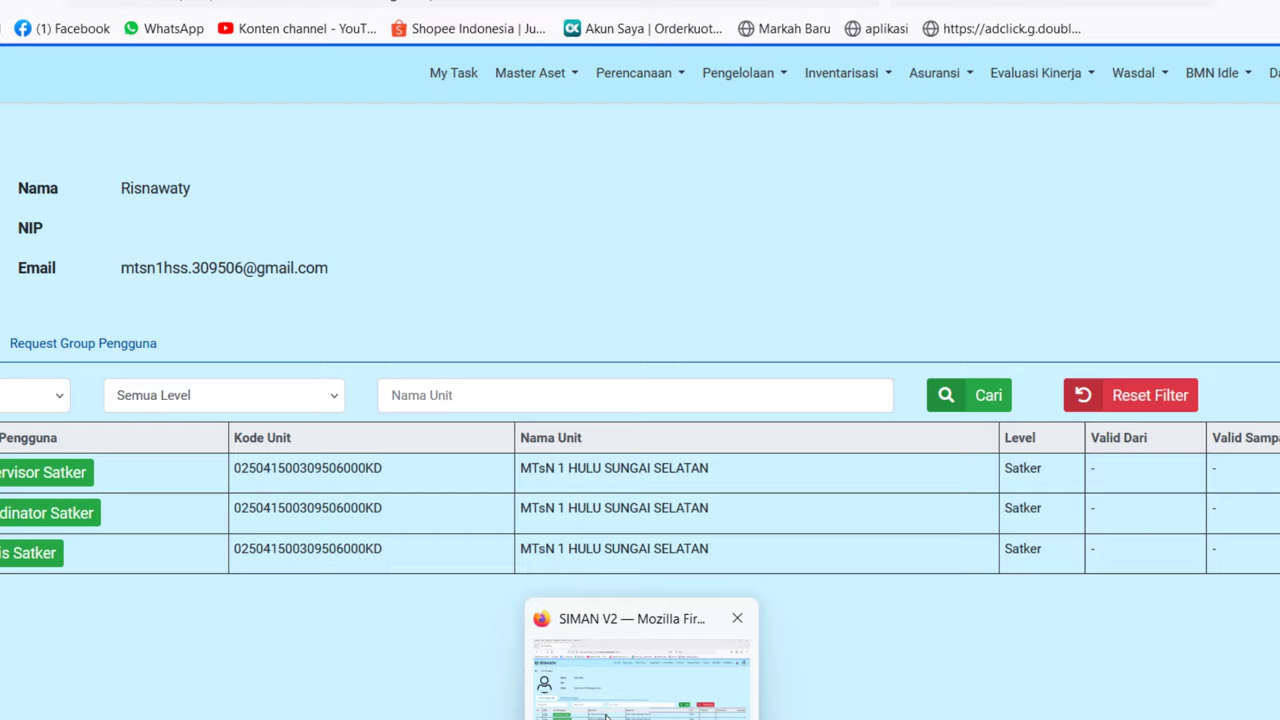 (1) Facebook WhatsApp Konten channel - YouT... Shopee Indonesia | Ju... Akun Saya | Orderkuot... Markah Baru aplikasi https://adclick.g.doubl...
My Task Master Aset Perencanaan Pengelolaan Inventarisasi Asuransi Evaluasi Kinerja Wasdal BMN Idle Da
Nama Risnawaty
NIP
Email mtsn1hss.309506@gmail.com
Request Group Pengguna
Semua Level Nama Unit Cari Reset Filter
Pengguna Kode Unit Nama Unit Level Valid Dari Valid Sampa
ervisor Satker 025041500309506000KD MTsN 1 HULU SUNGAI SELATAN Satker - -
dinator Satker 025041500309506000KD MTsN 1 HULU SUNGAI SELATAN Satker - -
is Satker 025041500309506000KD MTsN 1 HULU SUNGAI SELATAN Satker - -
SIMAN V2 — Mozilla Fir...